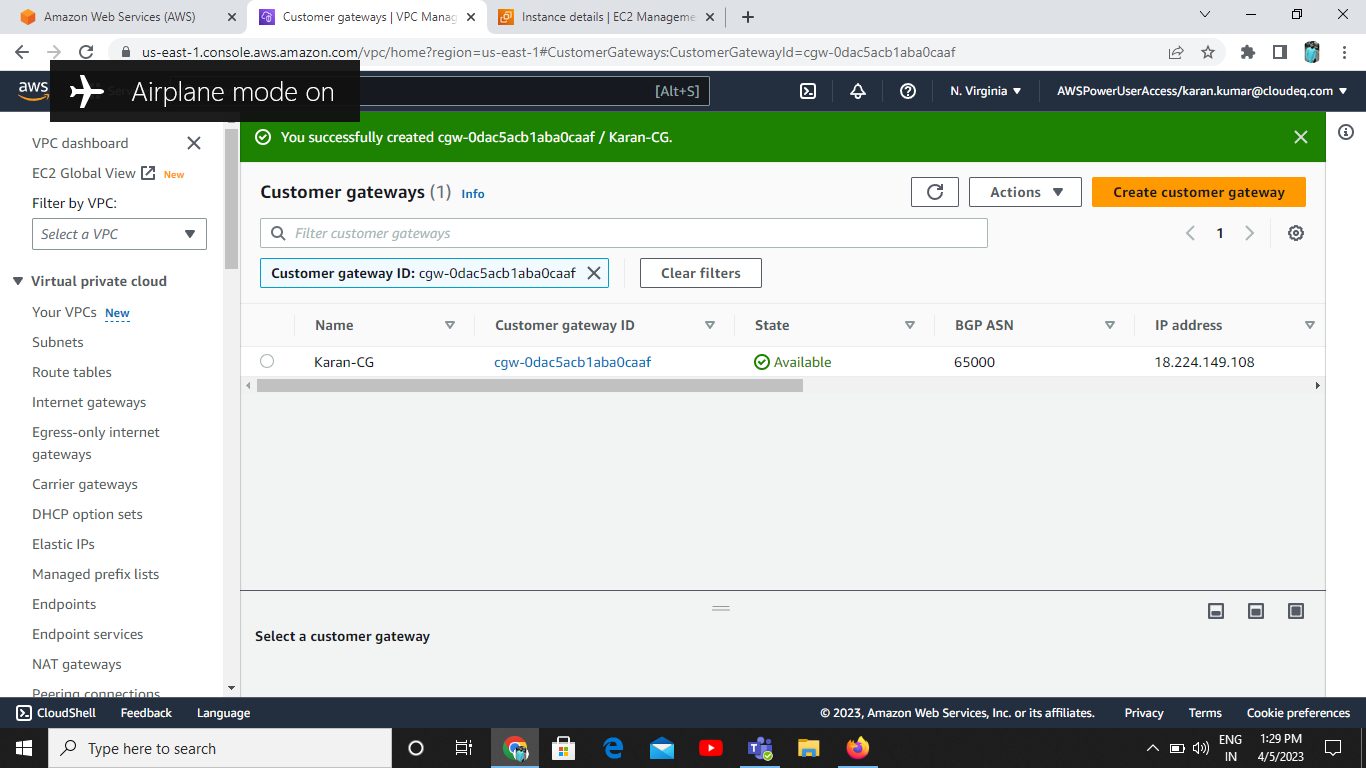 Amazon Web Services (AWS)
Customer gateways | VPC Manag
Instance details | EC2 Manageme
us-east-1.console.aws.amazon.com/vpc/home?region=us-east-1#CustomerGateways:CustomerGatewayId=cgw-0dac5acb1aba0caaf
aws
Airplane mode on
[Alt+S]
N. Virginia
AWSPowerUserAccess/karan.kumar@cloudeq.com
VPC dashboard
EC2 Global View New
Filter by VPC:
Select a VPC
Virtual private cloud
Your VPCs New
Subnets
Route tables
Internet gateways
Egress-only internet
gateways
Carrier gateways
DHCP option sets
Elastic IPs
Managed prefix lists
Endpoints
Endpoint services
NAT gateways
Peering connections
You successfully created cgw-0dac5acb1aba0caaf / Karan-CG.
Customer gateways (1) Info
Actions
Create customer gateway
Filter customer gateways
1
Customer gateway ID: cgw-0dac5acb1aba0caaf
Clear filters
Name Customer gateway ID State BGP ASN IP address
Karan-CG cgw-0dac5acb1aba0caaf Available 65000 18.224.149.108
Select a customer gateway
CloudShell Feedback Language
© 2023, Amazon Web Services, Inc. or its affiliates. Privacy Terms Cookie preferences
Type here to search
ENG
IN
1:29 PM
4/5/2023